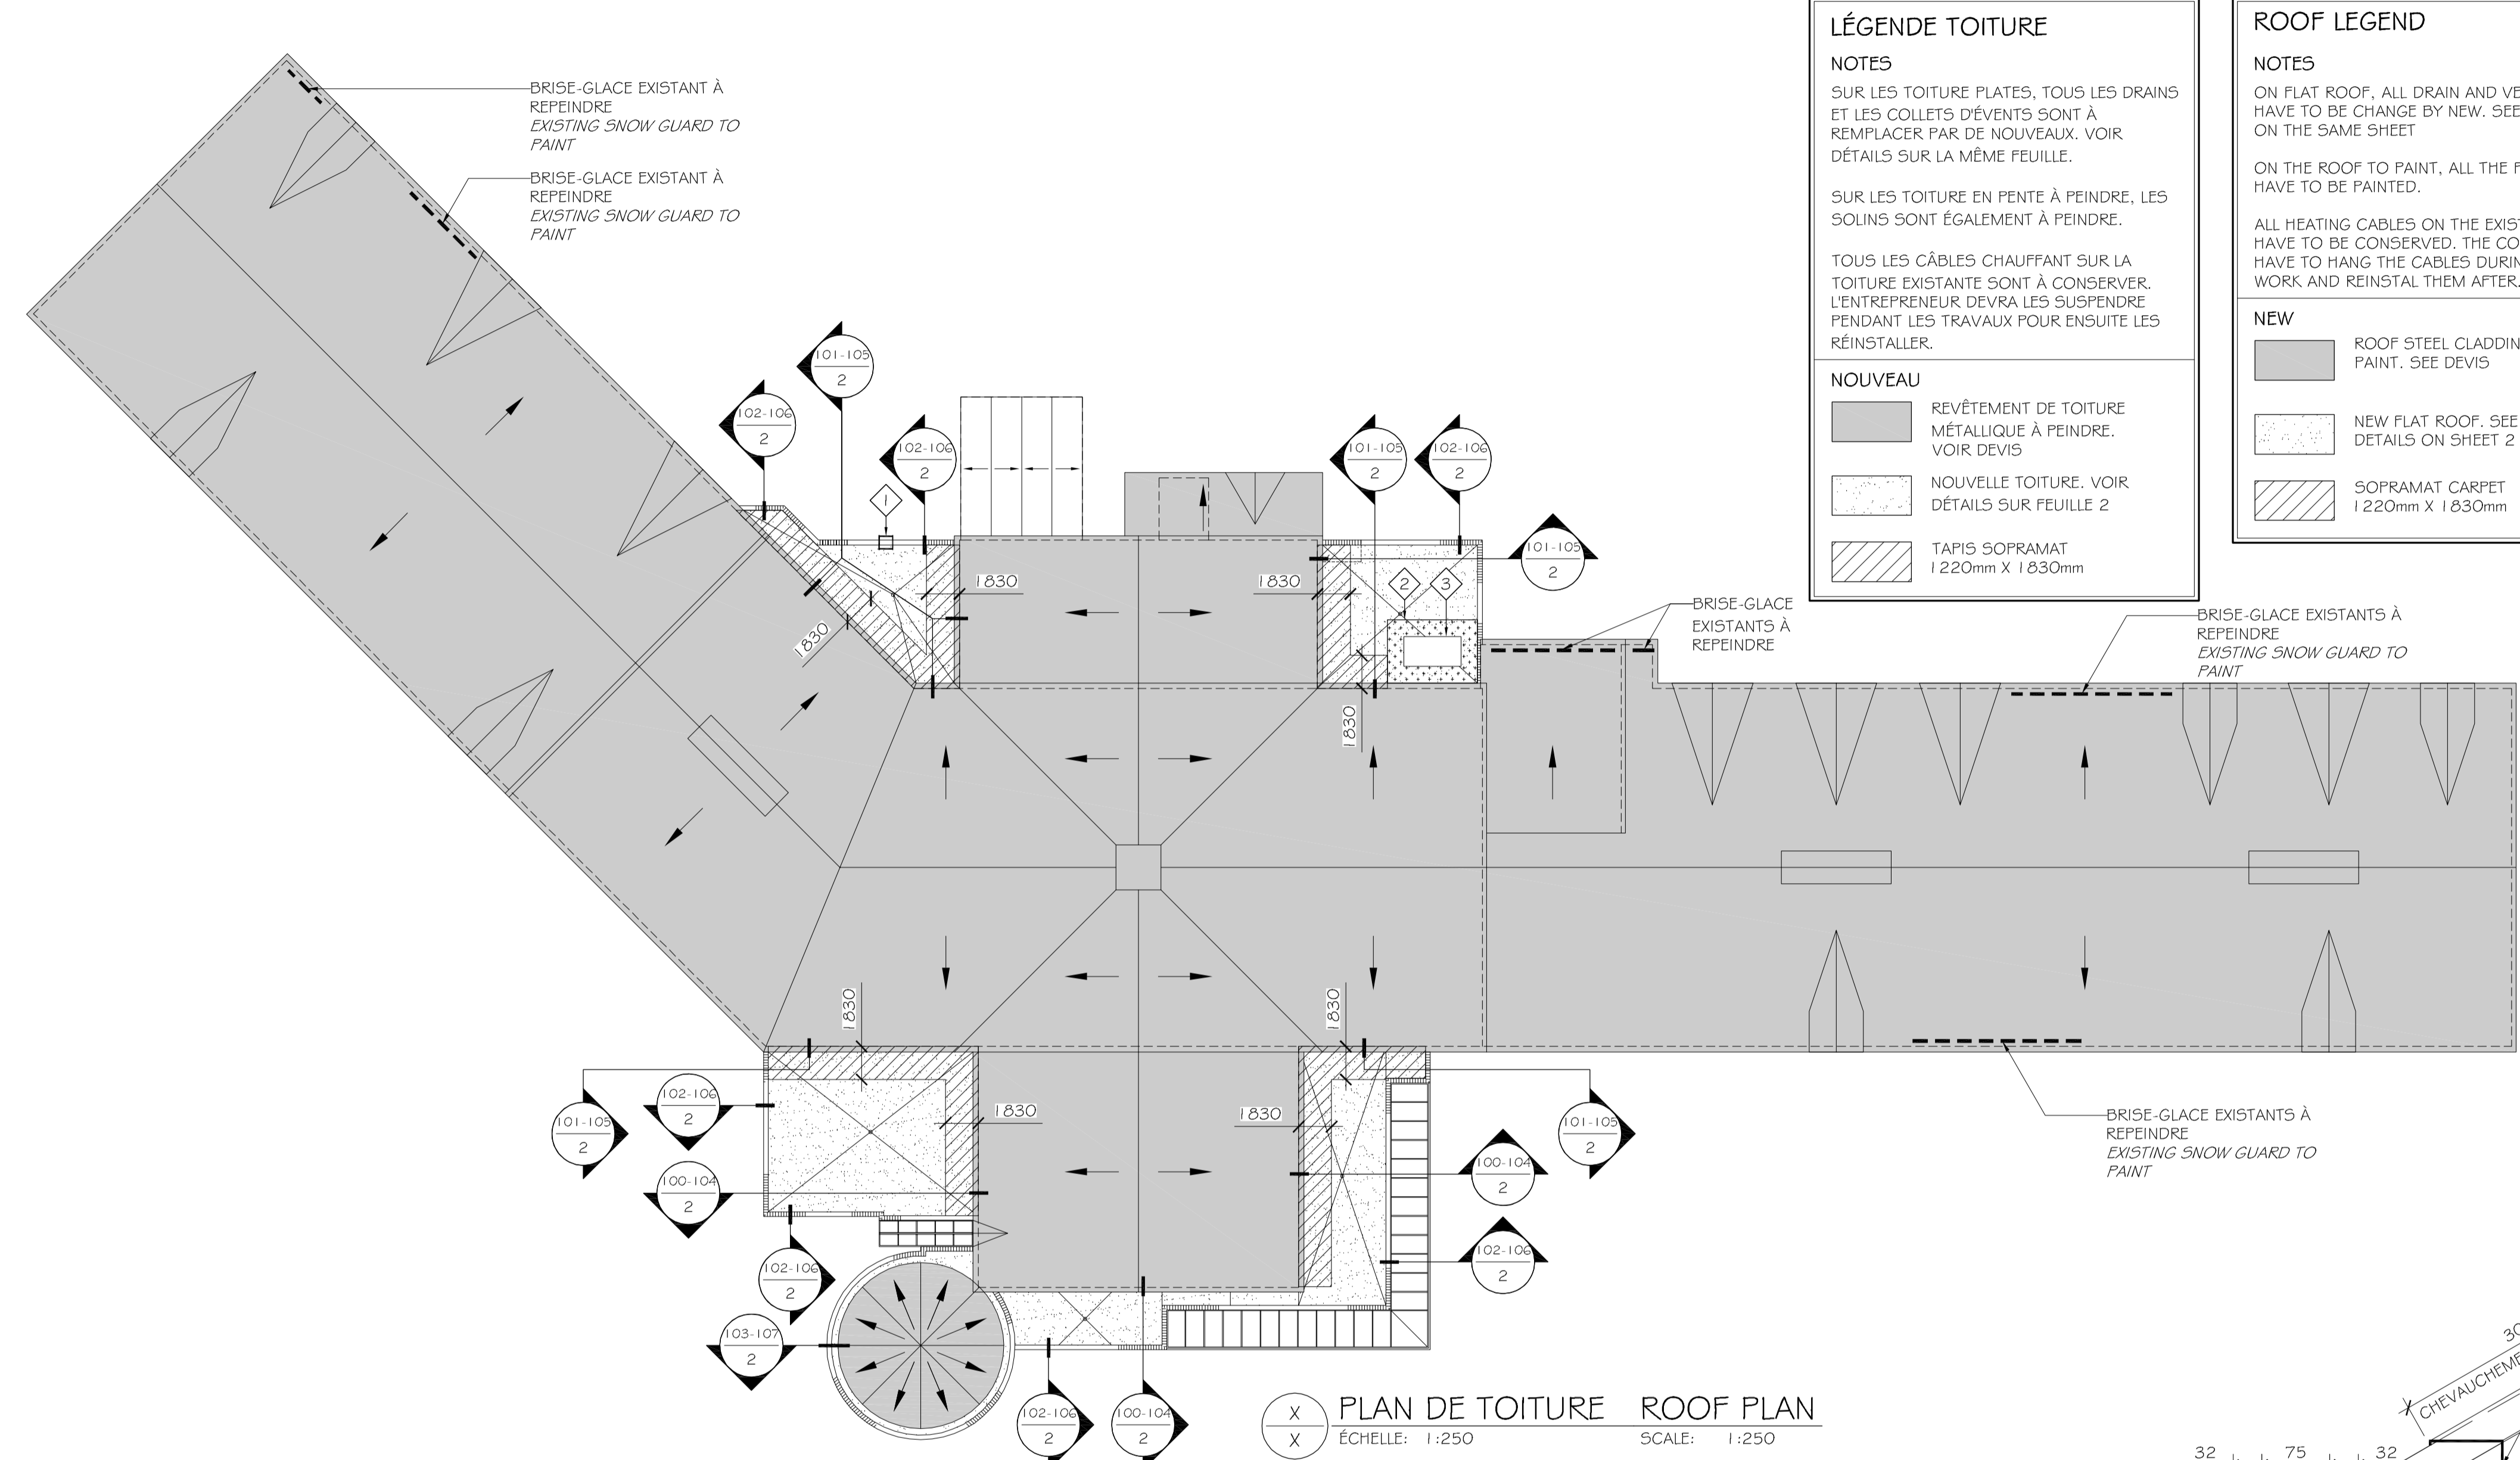 BRISE-GLACE EXISTANT À
REPEINDRE
EXISTING SNOW GUARD TO
PAINT
BRISE-GLACE EXISTANT À
REPEINDRE
EXISTING SNOW GUARD TO
PAINT
LÉGENDE TOITURE
NOTES
SUR LES TOITURE PLATES, TOUS LES DRAINS
ET LES COLLETS D'ÉVENTS SONT À
REMPLACER PAR DE NOUVEAUX. VOIR
DÉTAILS SUR LA MÊME FEUILLE.
SUR LES TOITURE EN PENTE À PEINDRE, LES
SOLINS SONT ÉGALEMENT À PEINDRE.
TOUS LES CÂBLES CHAUFFANT SUR LA
TOITURE EXISTANTE SONT À CONSERVER.
L'ENTREPRENEUR DEVRA LES SUSPENDRE
PENDANT LES TRAVAUX POUR ENSUITE LES
RÉINSTALLER.
NOUVEAU
REVÊTEMENT DE TOITURE
MÉTALLIQUE À PEINDRE.
VOIR DEVIS
NOUVELLE TOITURE. VOIR
DÉTAILS SUR FEUILLE 2
TAPIS SOPRAMAT
1220mm X 1830mm
ROOF LEGEND
NOTES
ON FLAT ROOF, ALL DRAIN AND VE
HAVE TO BE CHANGE BY NEW. SEE
ON THE SAME SHEET
ON THE ROOF TO PAINT, ALL THE F
HAVE TO BE PAINTED.
ALL HEATING CABLES ON THE EXIST
HAVE TO BE CONSERVED. THE CO
HAVE TO HANG THE CABLES DURIN
WORK AND REINSTAL THEM AFTER.
NEW
ROOF STEEL CLADDIN
PAINT. SEE DEVIS
NEW FLAT ROOF. SEE
DETAILS ON SHEET 2
SOPRAMAT CARPET
1220mm X 1830mm
101-105
2
102-106
2
102-106
2
1
101-105
2
102-106
2
101-105
2
1830
1830
2
3
1830
1830
BRISE-GLACE
EXISTANTS À
REPEINDRE
BRISE-GLACE EXISTANTS À
REPEINDRE
EXISTING SNOW GUARD TO
PAINT
1830
1830
102-106
2
101-105
2
1830
1830
101-105
2
100-104
2
100-104
2
102-106
2
102-106
2
103-107
2
102-106
2
100-104
2
BRISE-GLACE EXISTANTS À
REPEINDRE
EXISTING SNOW GUARD TO
PAINT
X
X
PLAN DE TOITURE ROOF PLAN
ÉCHELLE: 1:250 SCALE: 1:250
30
CHEVAUCHEME
32 75 32